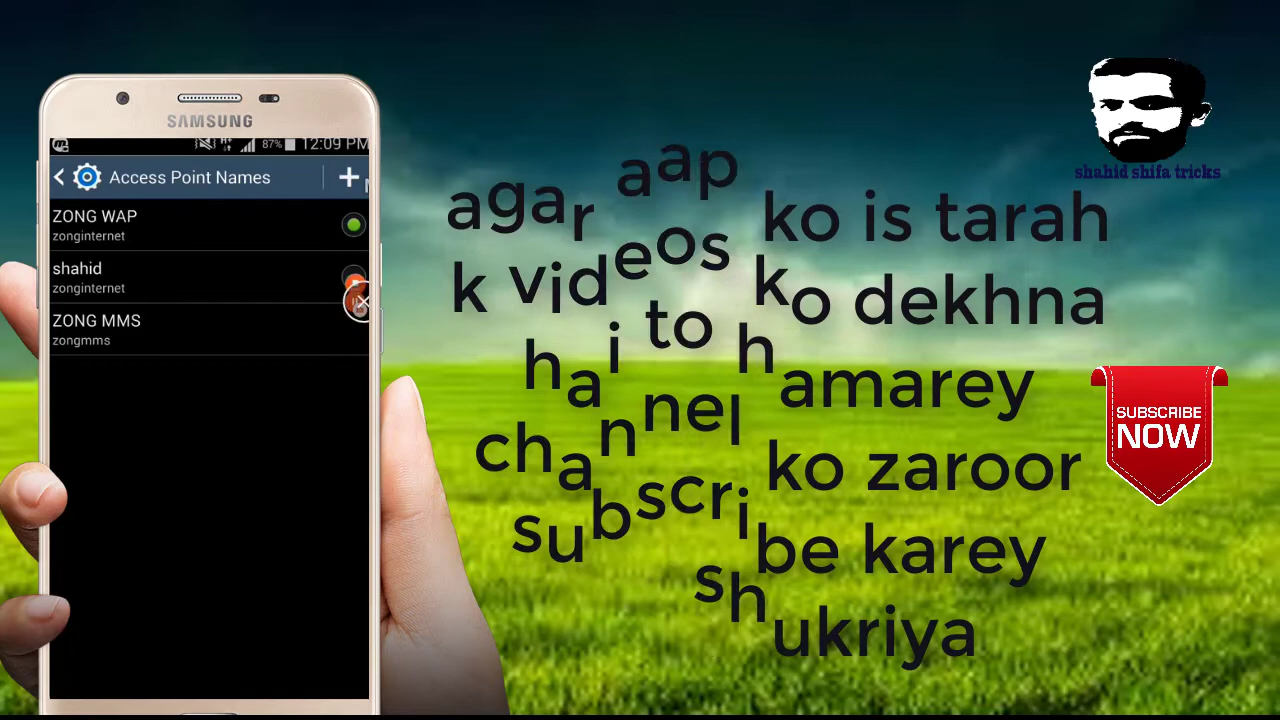 SAMSUNG
87% 12:09 PM
Access Point Names
ZONG WAP
zonginternet
shahid
zonginternet
ZONG MMS
zongmms
agar aap ko is tarah
k videos ko dekhna
hai to hamarey
channel ko zaroor
subscribe karey
shukriya
shahid shifa tricks
SUBSCRIBE
NOW